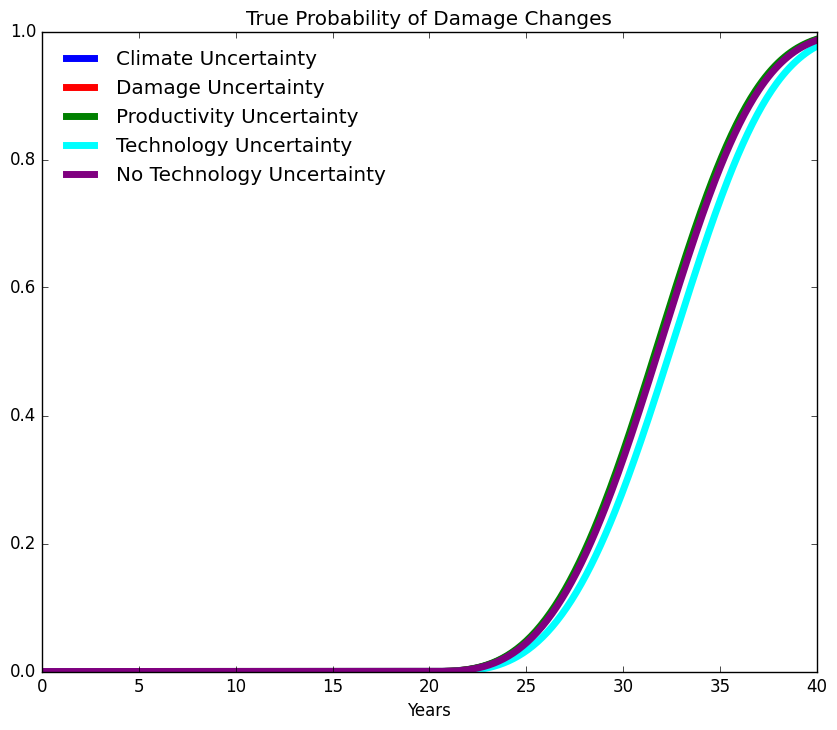 True Probability of Damage Changes
1.0
Climate Uncertainty
Damage Uncertainty
Productivity Uncertainty
Technology Uncertainty
No Technology Uncertainty
0.8
0.6
0.4
0.2
0.0
0 5 10 15 20 25 30 35 40
Years